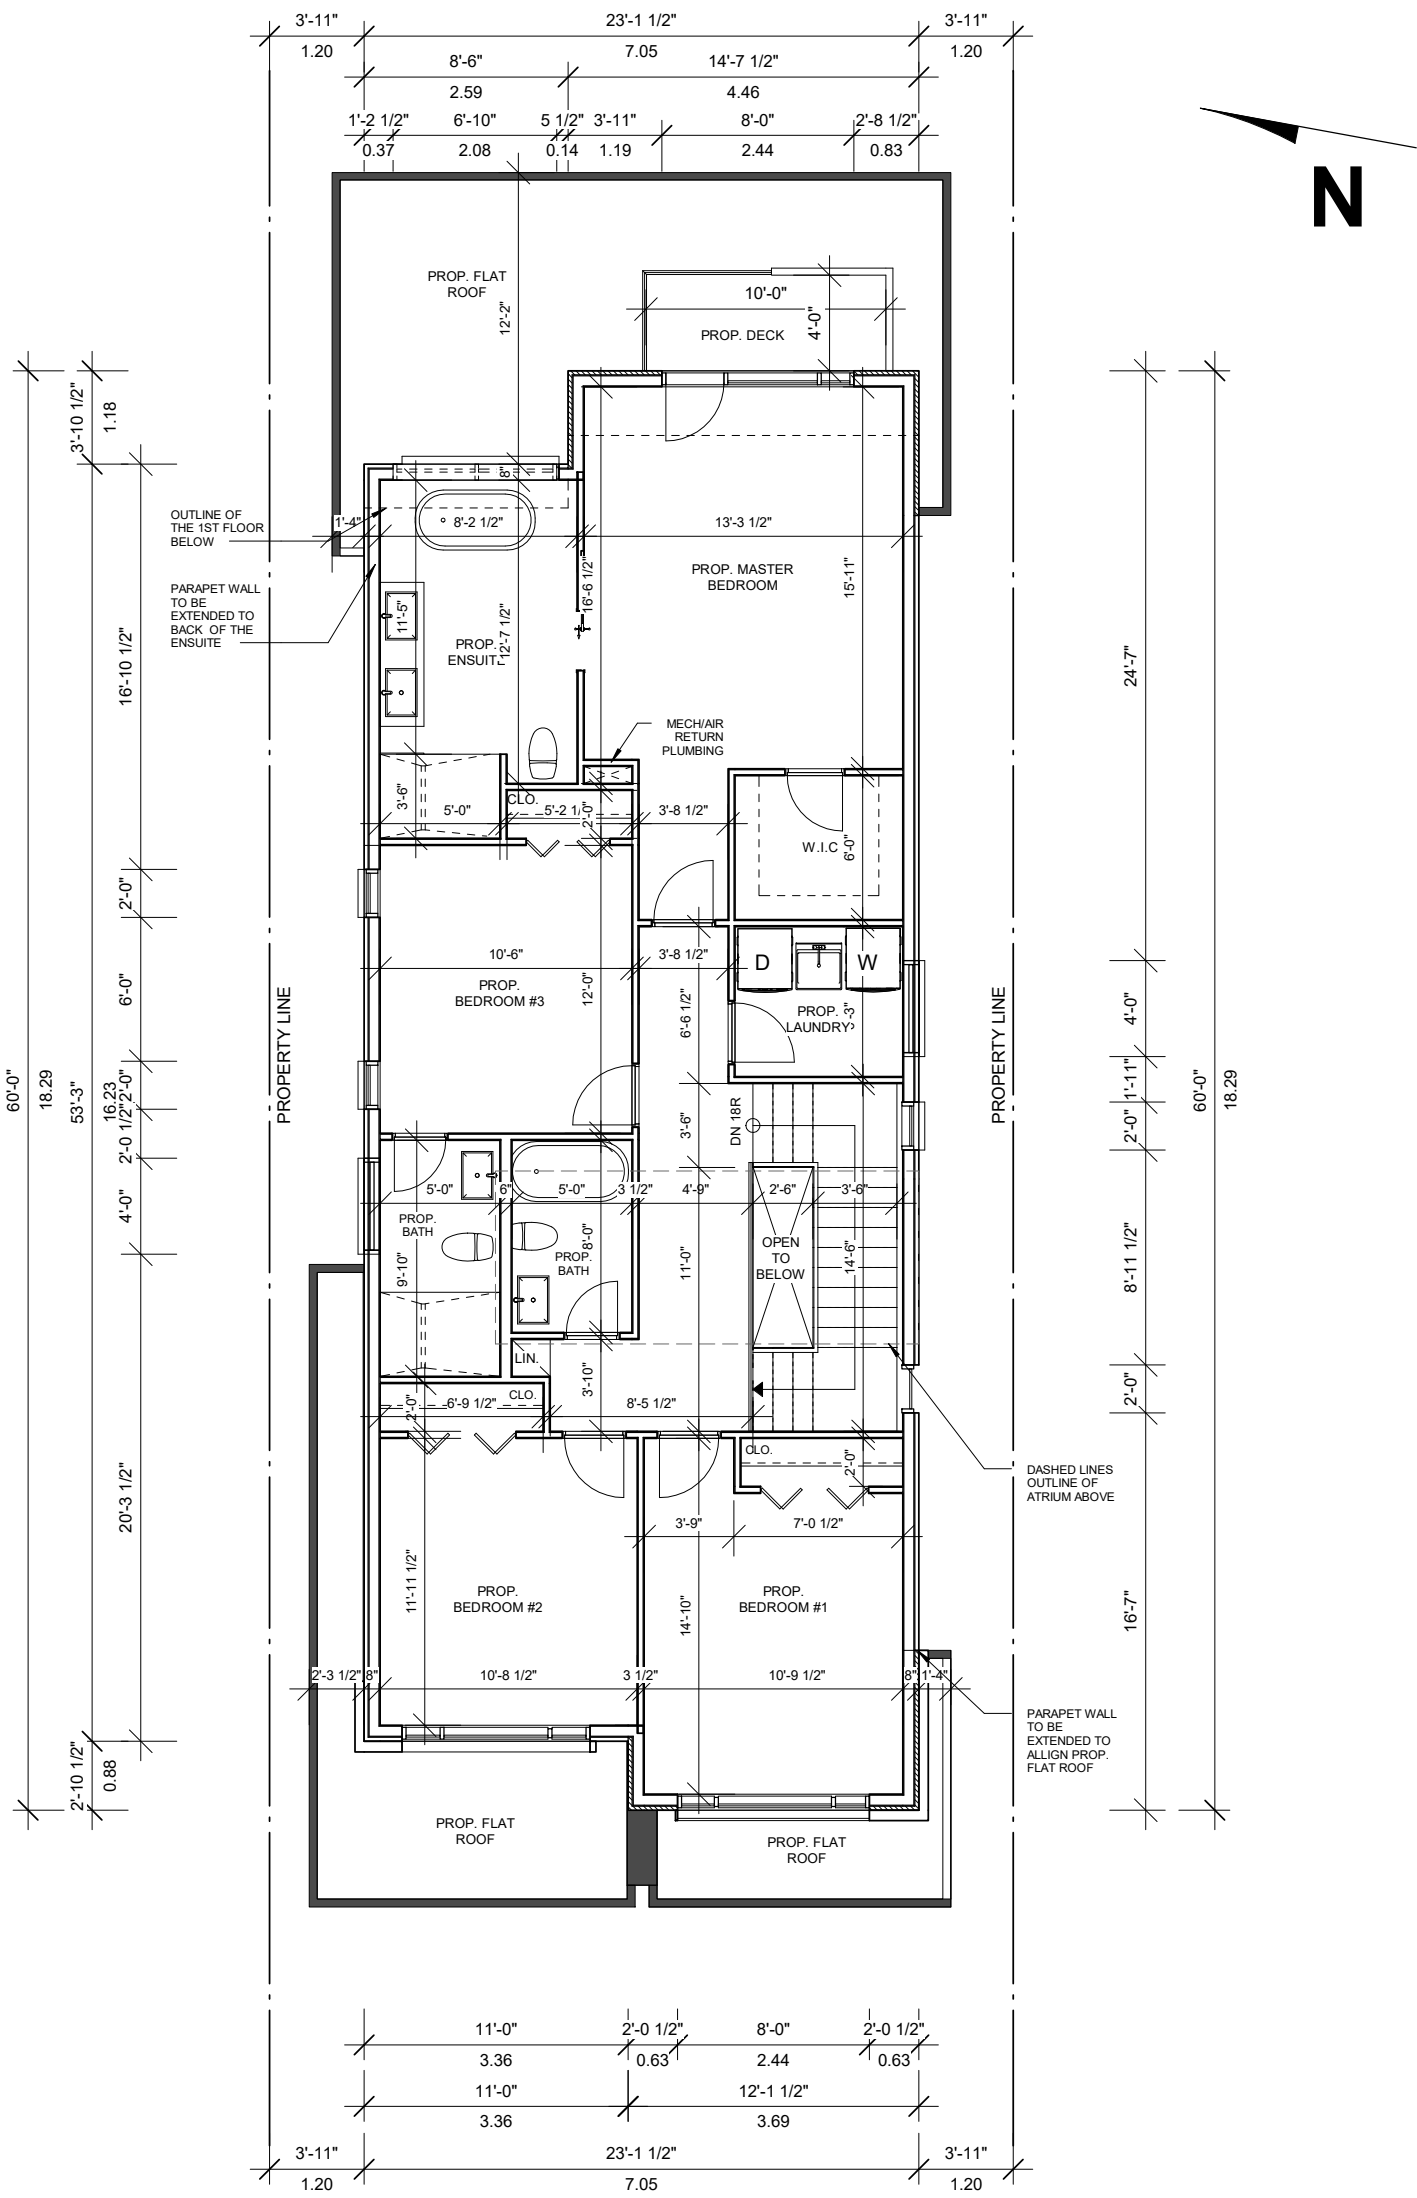 3'-11" 23'-1 1/2" 3'-11"
1.20 7.05 1.20
8'-6" 14'-7 1/2"
2.59 4.46
1'-2 1/2" 6'-10" 5 1/2" 3'-11" 8'-0" 2'-8 1/2"
0.37 2.08 0.14 1.19 2.44 0.83
N
PROP. FLAT
ROOF
12'-2"
10'-0"
4'-0"
PROP. DECK
3'-10 1/2"
1.18
8"
OUTLINE OF
THE 1ST FLOOR
BELOW
1'-4"
8'-2 1/2"
13'-3 1/2"
PROP. MASTER
BEDROOM
15'-11"
16'-6 1/2"
PARAPET WALL
TO BE
EXTENDED TO
BACK OF THE
ENSUITE
11'-5"
PROP.
ENSUITE
12'-7 1/2"
16'-10 1/2"
24'-7"
MECH/AIR
RETURN
PLUMBING
3'-6"
5'-0"
CLO.
5'-2 1/
2'-0"
3'-8 1/2"
W.I.C
6'-0"
2'-0"
10'-6"
3'-8 1/2"
D
W
PROP.
BEDROOM #3
12'-0"
6'-6 1/2"
PROP.
LAUNDRY
6'-0"
4'-0"
PROPERTY LINE
PROPERTY LINE
60'-0"
18.29
53'-3"
16.23
2'-0"
2'-0 1/2"
4'-0"
1'-11"
2'-0"
60'-0"
18.29
DN 18R
3'-6"
5'-0" 6" 5'-0" 3 1/2" 4'-9" 2'-6" 3'-6"
PROP.
BATH
PROP.
BATH
8'-0"
9'-10"
11'-0"
OPEN
TO
BELOW
14'-6"
8'-11 1/2"
LIN.
3'-10"
CLO.
6'-9 1/2"
2'-0"
8'-5 1/2"
2'-0"
CLO.
2'-0"
DASHED LINES
OUTLINE OF
ATRIUM ABOVE
20'-3 1/2"
3'-9"
7'-0 1/2"
11'-11 1/2"
PROP.
BEDROOM #2
14'-10"
PROP.
BEDROOM #1
16'-7"
2'-3 1/2" 8" 10'-8 1/2" 3 1/2" 10'-9 1/2" 8" 1'-4"
PARAPET WALL
TO BE
EXTENDED TO
ALLIGN PROP.
FLAT ROOF
2'-10 1/2"
0.88
PROP. FLAT
ROOF
PROP. FLAT
ROOF
11'-0" 2'-0 1/2" 8'-0" 2'-0 1/2"
3.36 0.63 2.44 0.63
11'-0" 12'-1 1/2"
3.36 3.69
3'-11" 23'-1 1/2" 3'-11"
1.20 7.05 1.20